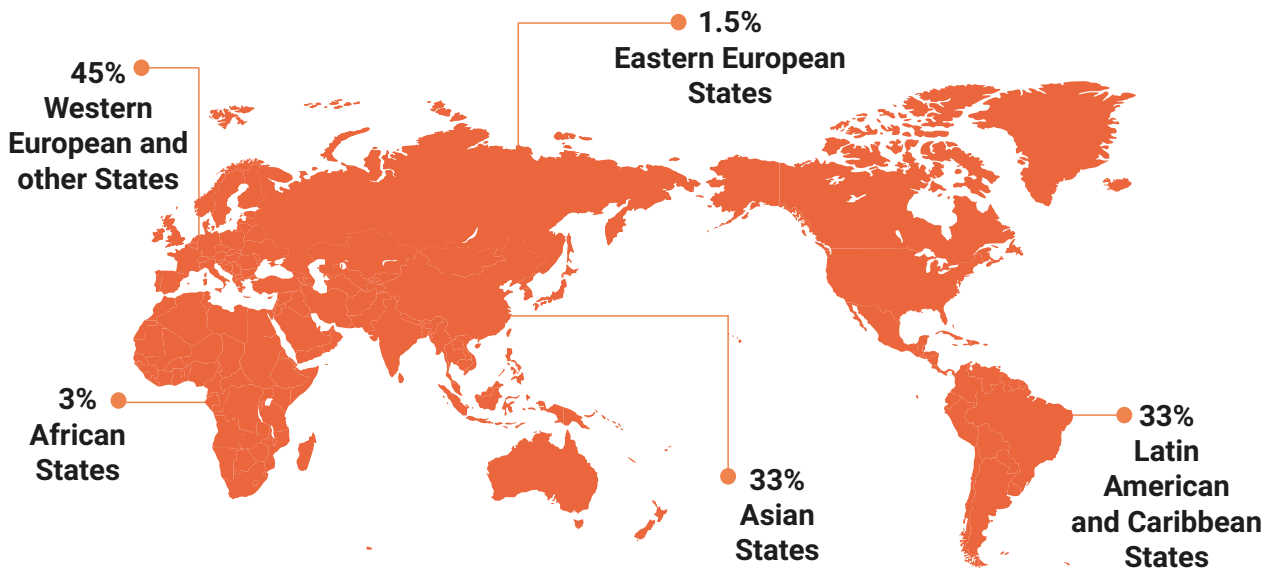 1.5%
Eastern European
States
45%
Western
European and
other States
3%
African
States
33%
Asian
States
33%
Latin
American
and Caribbean
States